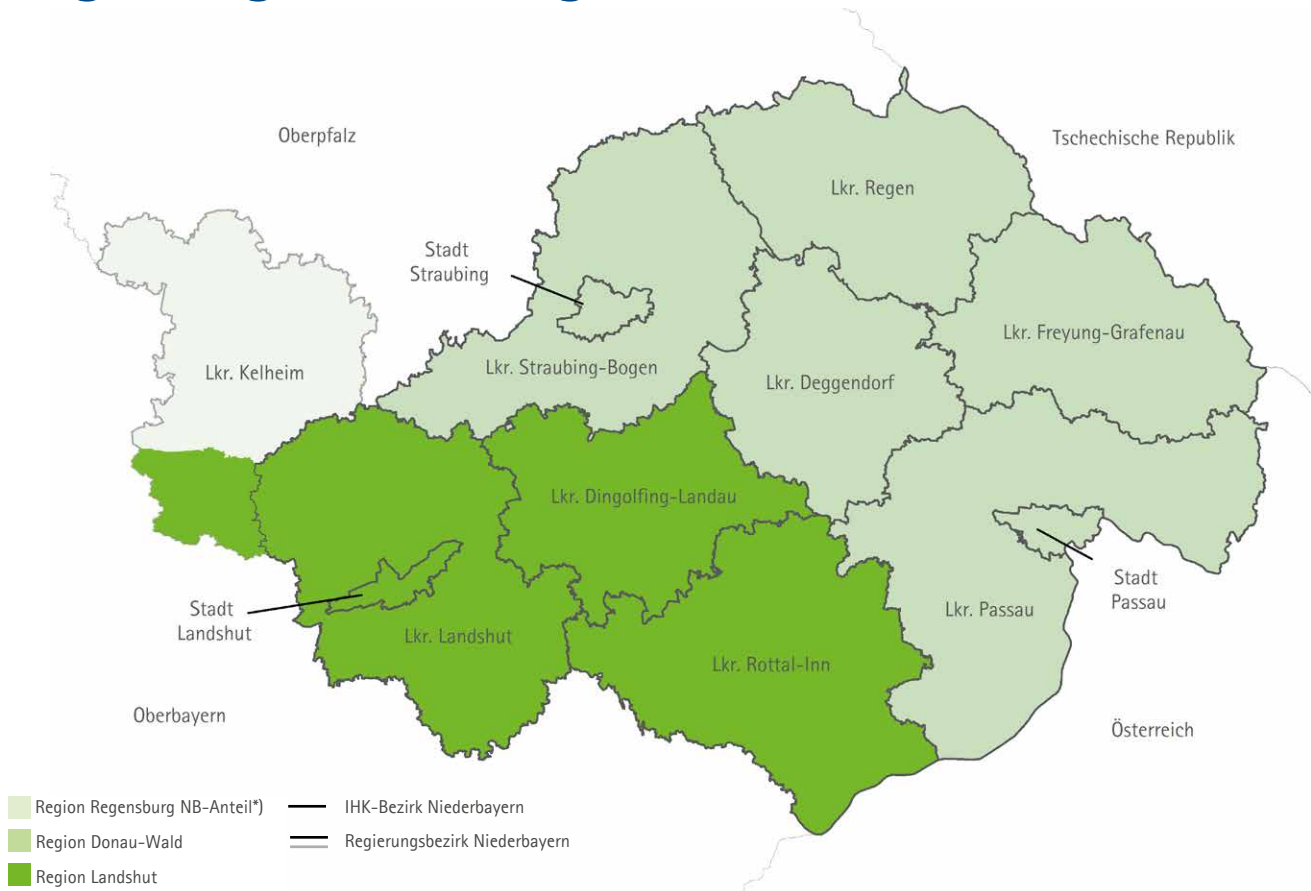 Oberpfalz
Tschechische Republik
Lkr. Regen
Stadt
Straubing
Lkr. Freyung-Grafenau
Lkr. Kelheim
Lkr. Straubing-Bogen
Lkr. Deggendorf
Lkr. Dingolfing-Landau
Stadt
Landshut
Lkr. Landshut
Stadt
Passau
Lkr. Passau
Lkr. Rottal-Inn
Oberbayern
Österreich
Region Regensburg NB-Anteil*)
IHK-Bezirk Niederbayern
Region Donau-Wald
Regierungsbezirk Niederbayern
Region Landshut